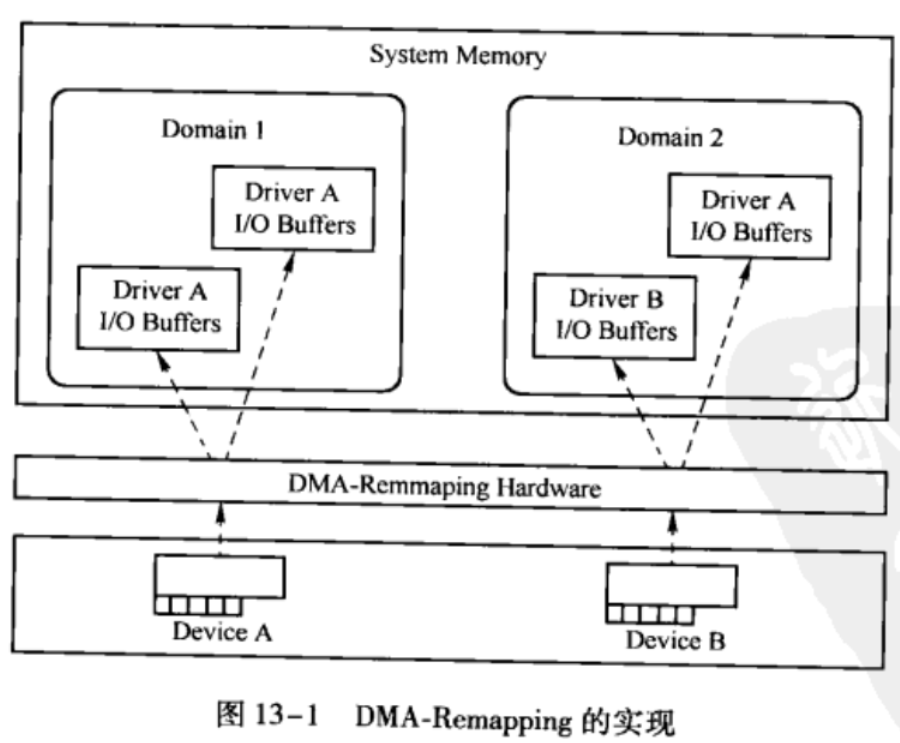 System Memory
Domain 1
Driver A
I/O Buffers
Driver A
I/O Buffers
Domain 2
Driver A
I/O Buffers
Driver B
I/O Buffers
DMA-Remmaping Hardware
Device A
Device B
图 13-1 DMA-Remapping 的实现